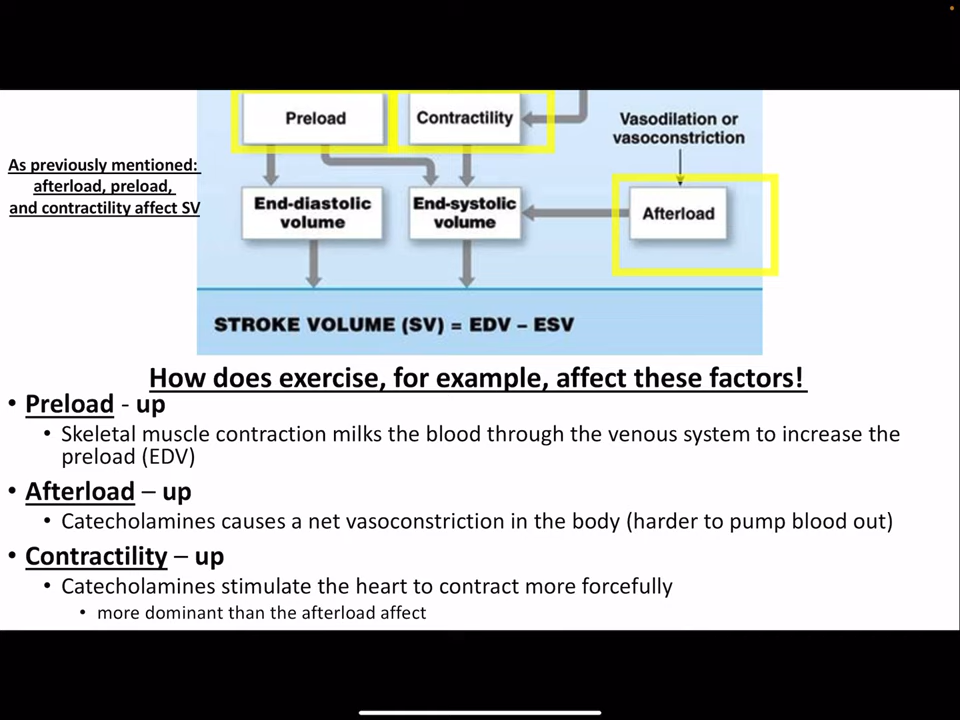 Preload
Contractility
Vasodilation or
vasoconstriction
As previously mentioned:
afterload, preload,
and contractility affect SV
End-diastolic
volume
End-systolic
volume
Afterload
STROKE VOLUME (SV) = EDV – ESV
How does exercise, for example, affect these factors!
• Preload - up
• Skeletal muscle contraction milks the blood through the venous system to increase the
preload (EDV)
• Afterload – up
• Catecholamines causes a net vasoconstriction in the body (harder to pump blood out)
• Contractility – up
• Catecholamines stimulate the heart to contract more forcefully
• more dominant than the afterload affect